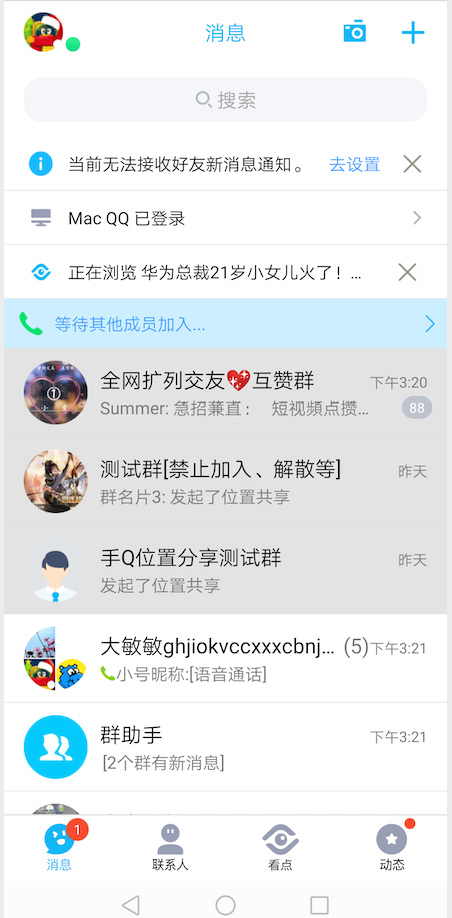 消息
搜索
当前无法接收好友新消息通知。 去设置
Mac QQ 已登录
正在浏览 华为总裁21岁小女儿火了！...
等待其他成员加入...
全网扩列交友💖互赞群 下午3:20
Summer: 急招蒹直： 短视頻点攒... 88
测试群[禁止加入、解散等] 昨天
群名片3: 发起了位置共享
手Q位置分享测试群 昨天
发起了位置共享
大敏敏ghjiokvccxxxcbnj... (5) 下午3:21
小号昵称:[语音通话]
群助手 下午3:21
[2个群有新消息]
1
消息 联系人 看点 动态